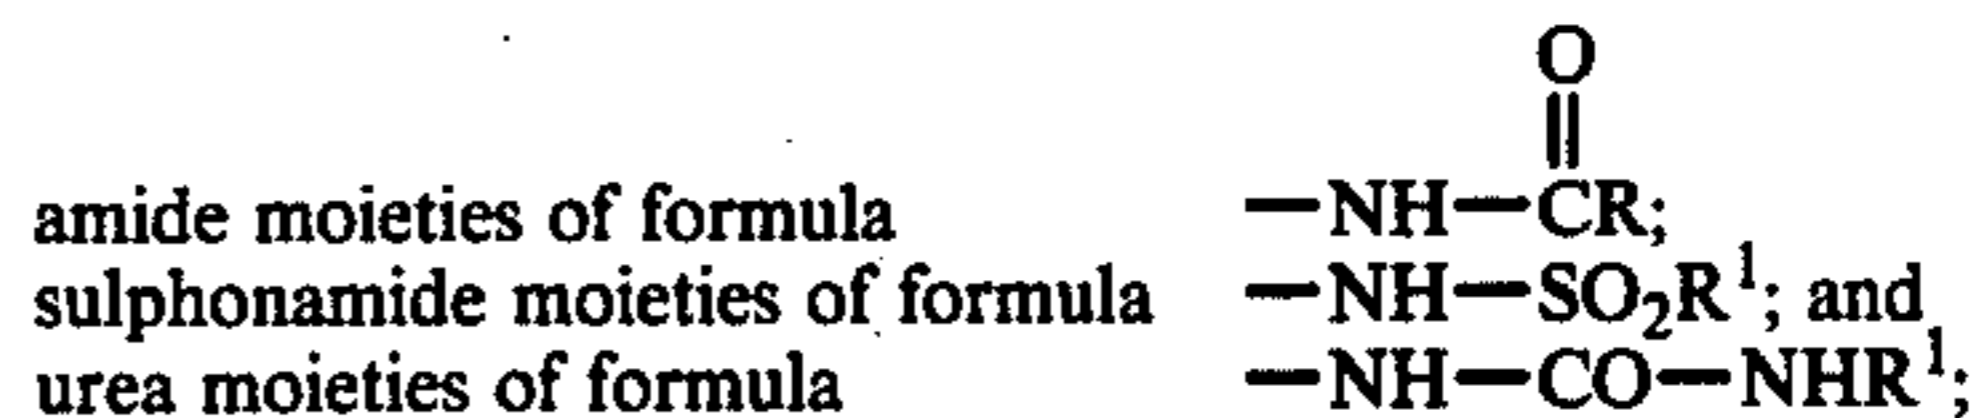 O
||
amide moieties of formula —NH—CR;
sulphonamide moieties of formula —NH—SO₂R¹; and
urea moieties of formula —NH—CO—NHR¹;